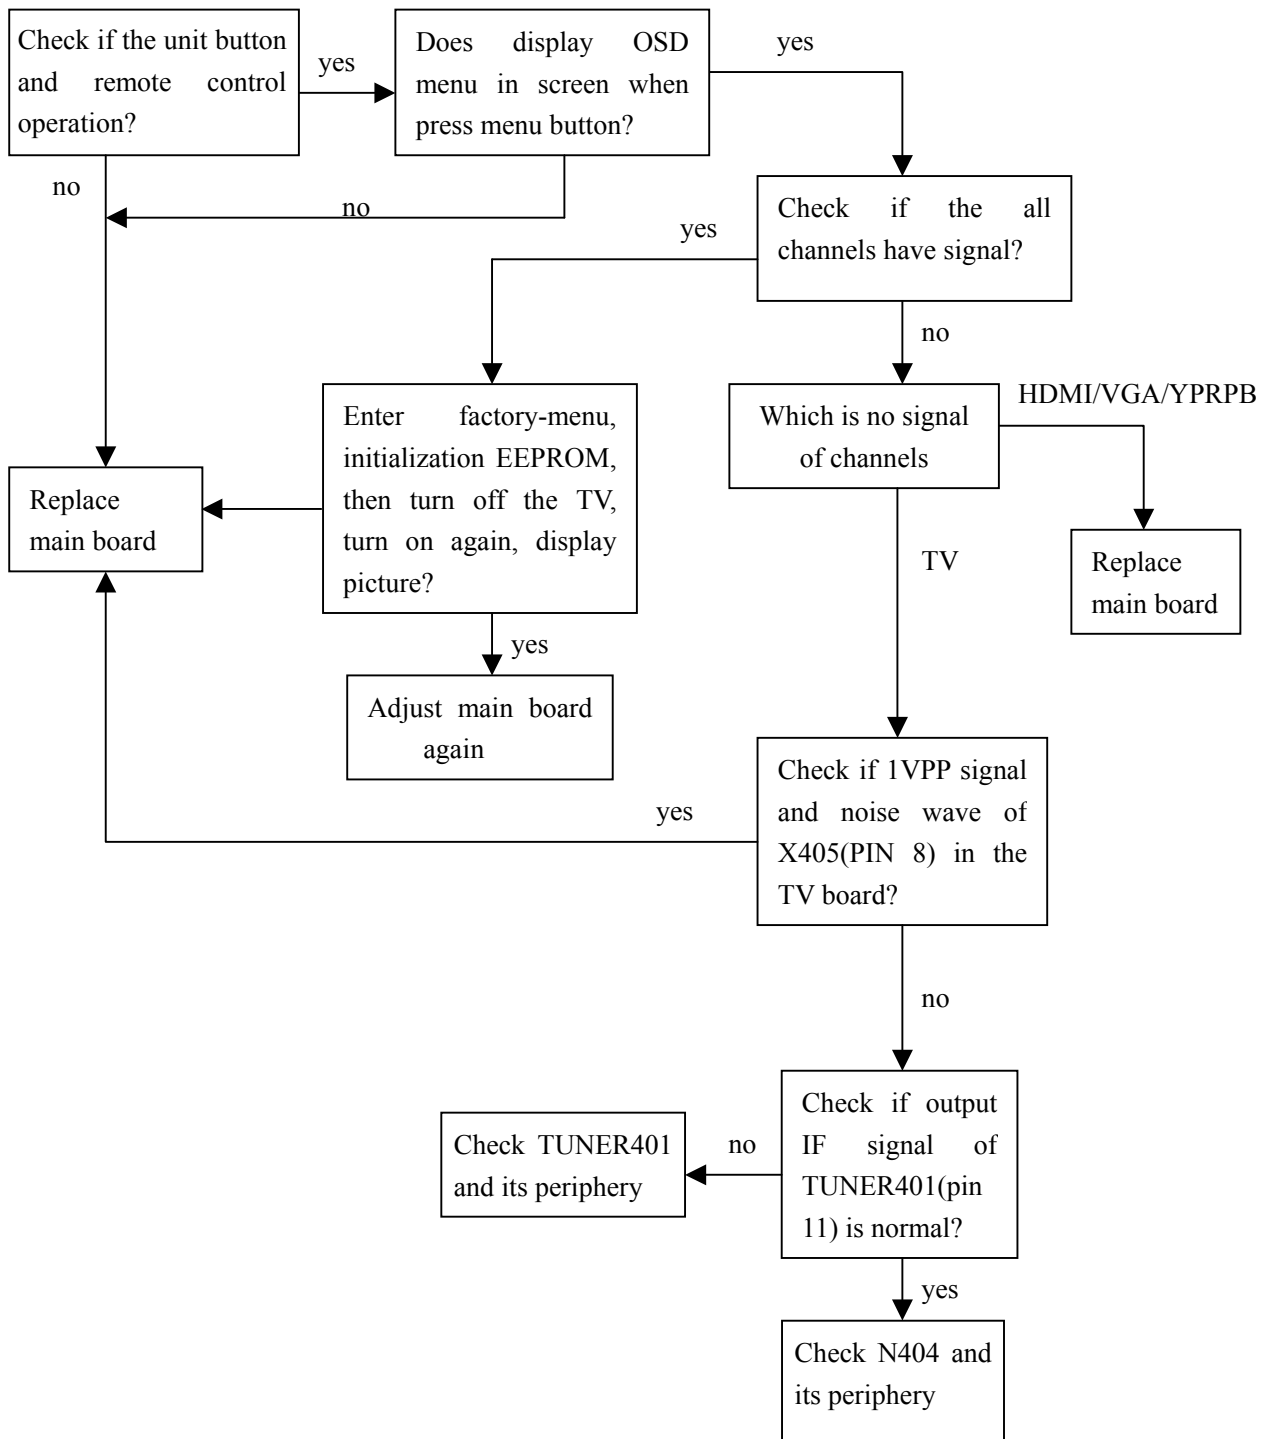 Check if the unit button
and remote control
operation?
yes
Does display OSD
menu in screen when
press menu button?
yes
no
no
Check if the all
channels have signal?
yes
no
Enter factory-menu,
initialization EEPROM,
then turn off the TV,
turn on again, display
picture?
Which is no signal
of channels
HDMI/VGA/YPRPB
Replace
main board
TV
Replace
main board
yes
Adjust main board
again
Check if 1VPP signal
and noise wave of
X405(PIN 8) in the
TV board?
yes
no
Check if output
IF signal of
TUNER401(pin
11) is normal?
no
Check TUNER401
and its periphery
yes
Check N404 and
its periphery